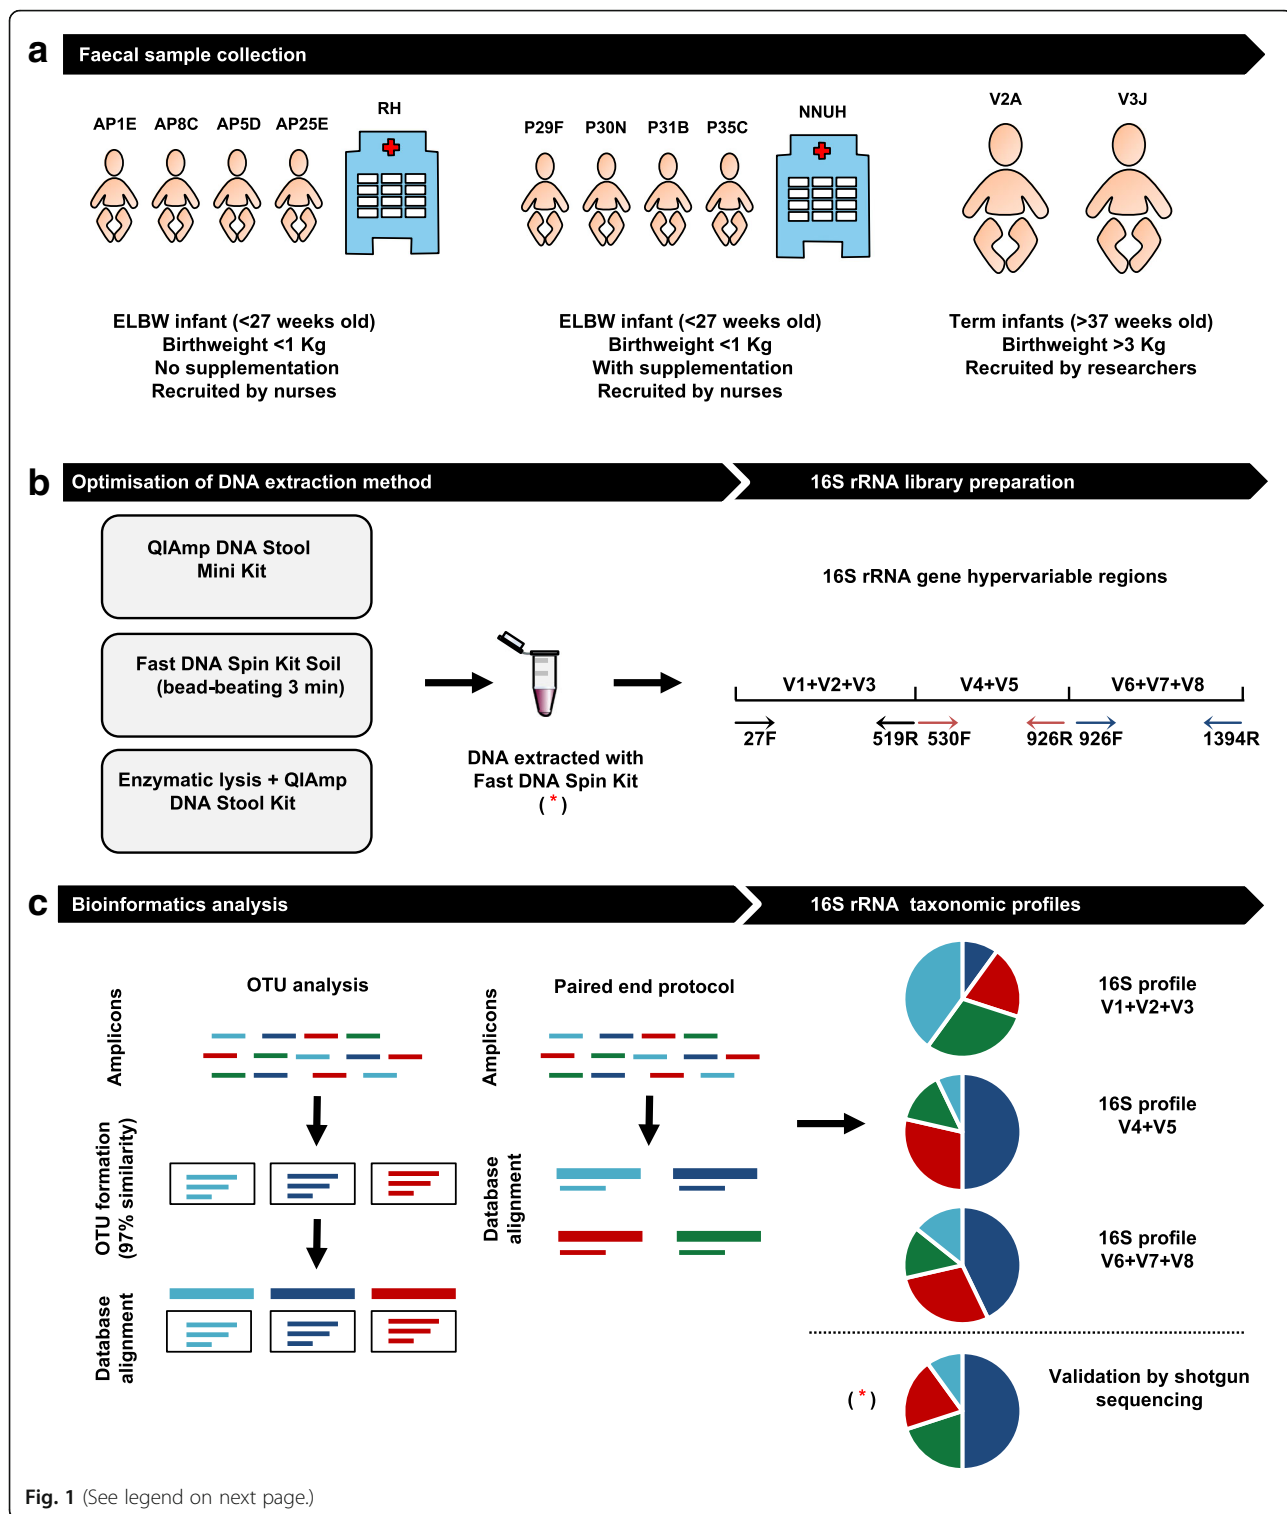 a
Faecal sample collection
AP1E AP8C AP5D AP25E
RH
P29F P30N P31B P35C
NNUH
V2A
V3J
ELBW infant (<27 weeks old)
Birthweight <1 Kg
No supplementation
Recruited by nurses
ELBW infant (<27 weeks old)
Birthweight <1 Kg
With supplementation
Recruited by nurses
Term infants (>37 weeks old)
Birthweight >3 Kg
Recruited by researchers
b
Optimisation of DNA extraction method
16S rRNA library preparation
QIAmp DNA Stool
Mini Kit
Fast DNA Spin Kit Soil
(bead-beating 3 min)
Enzymatic lysis + QIAmp
DNA Stool Kit
DNA extracted with
Fast DNA Spin Kit
( * )
16S rRNA gene hypervariable regions
V1+V2+V3 V4+V5 V6+V7+V8
27F 519R 530F 926R 926F 1394R
c
Bioinformatics analysis
16S rRNA taxonomic profiles
OTU analysis
Amplicons
OTU formation
(97% similarity)
Database
alignment
Paired end protocol
Amplicons
Database
alignment
16S profile
V1+V2+V3
16S profile
V4+V5
16S profile
V6+V7+V8
( * )
Validation by shotgun
sequencing
Fig. 1 (See legend on next page.)